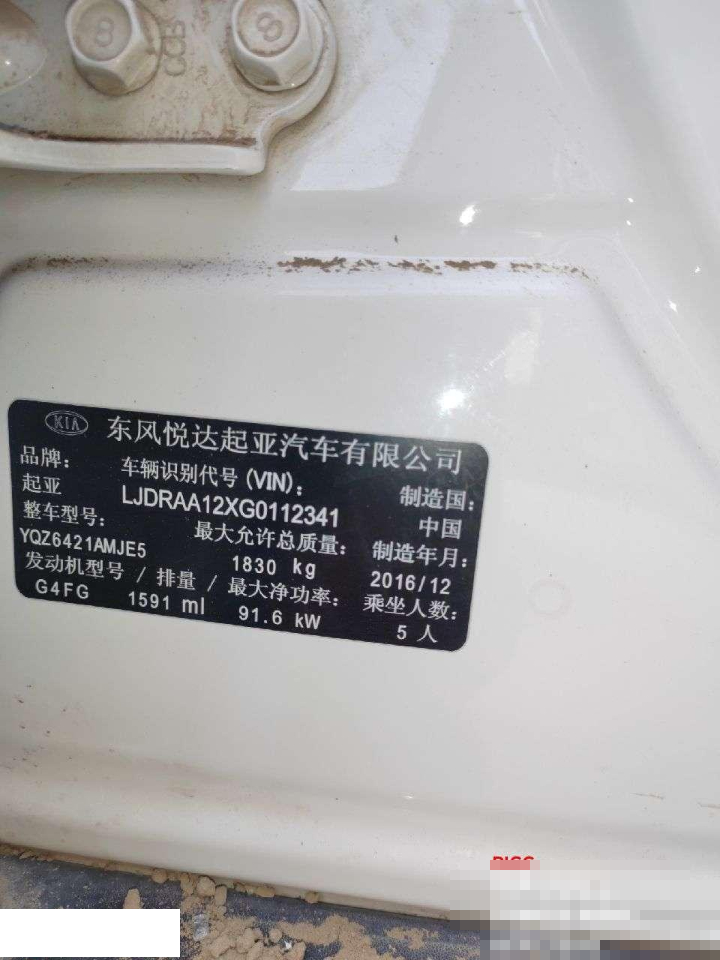 8 8
KIA 东风悦达起亚汽车有限公司
品牌: 车辆识别代号(VIN): 制造国:
起亚 LJDRAA12XG0112341 中国
整车型号: 最大允许总质量: 制造年月:
YQZ6421AMJE5 1830 kg 2016/12
发动机型号/排量/最大净功率: 乘坐人数:
G4FG 1591 ml 91.6 kW 5人